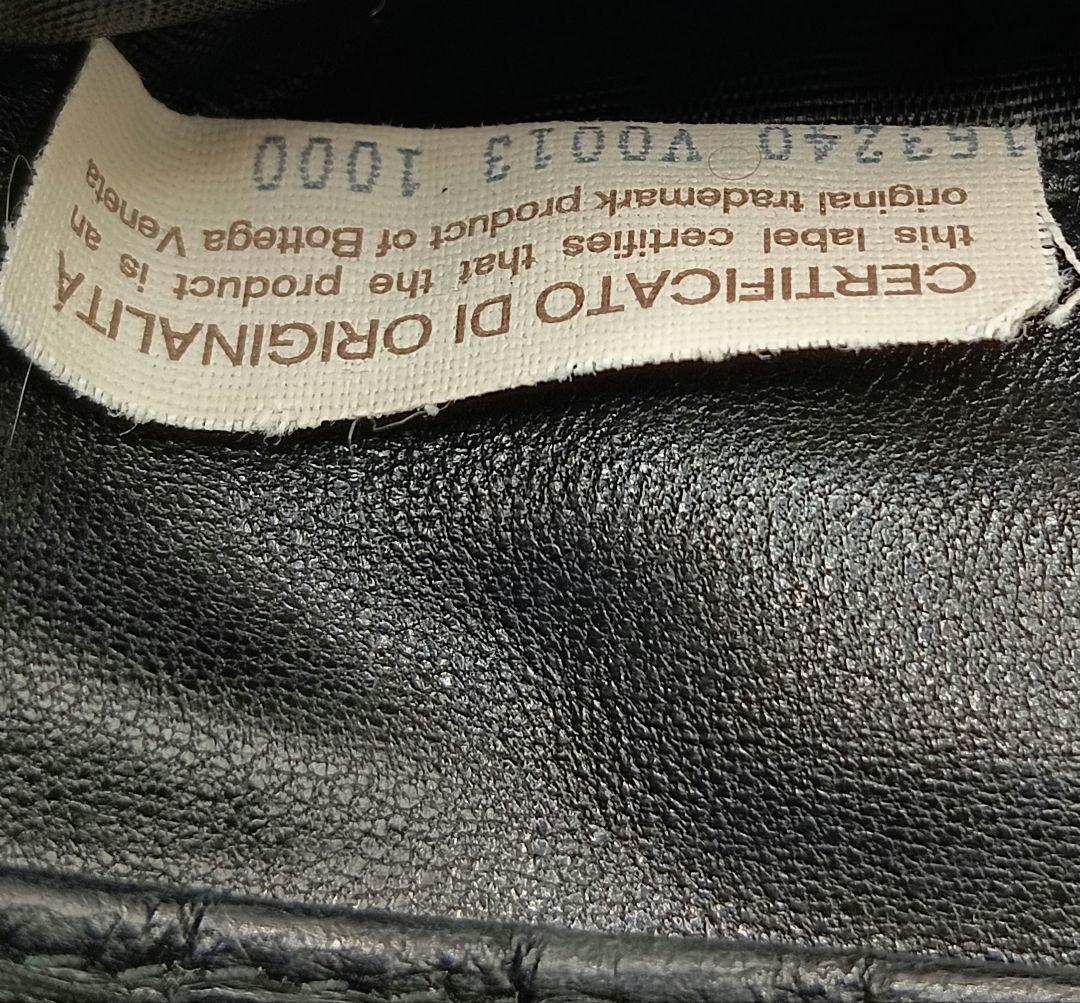 CERTIFICATO DI ORIGINALITÀ
this label certifies that the product is an
original trademark product of Bottega Veneta
163240 V0013 1000